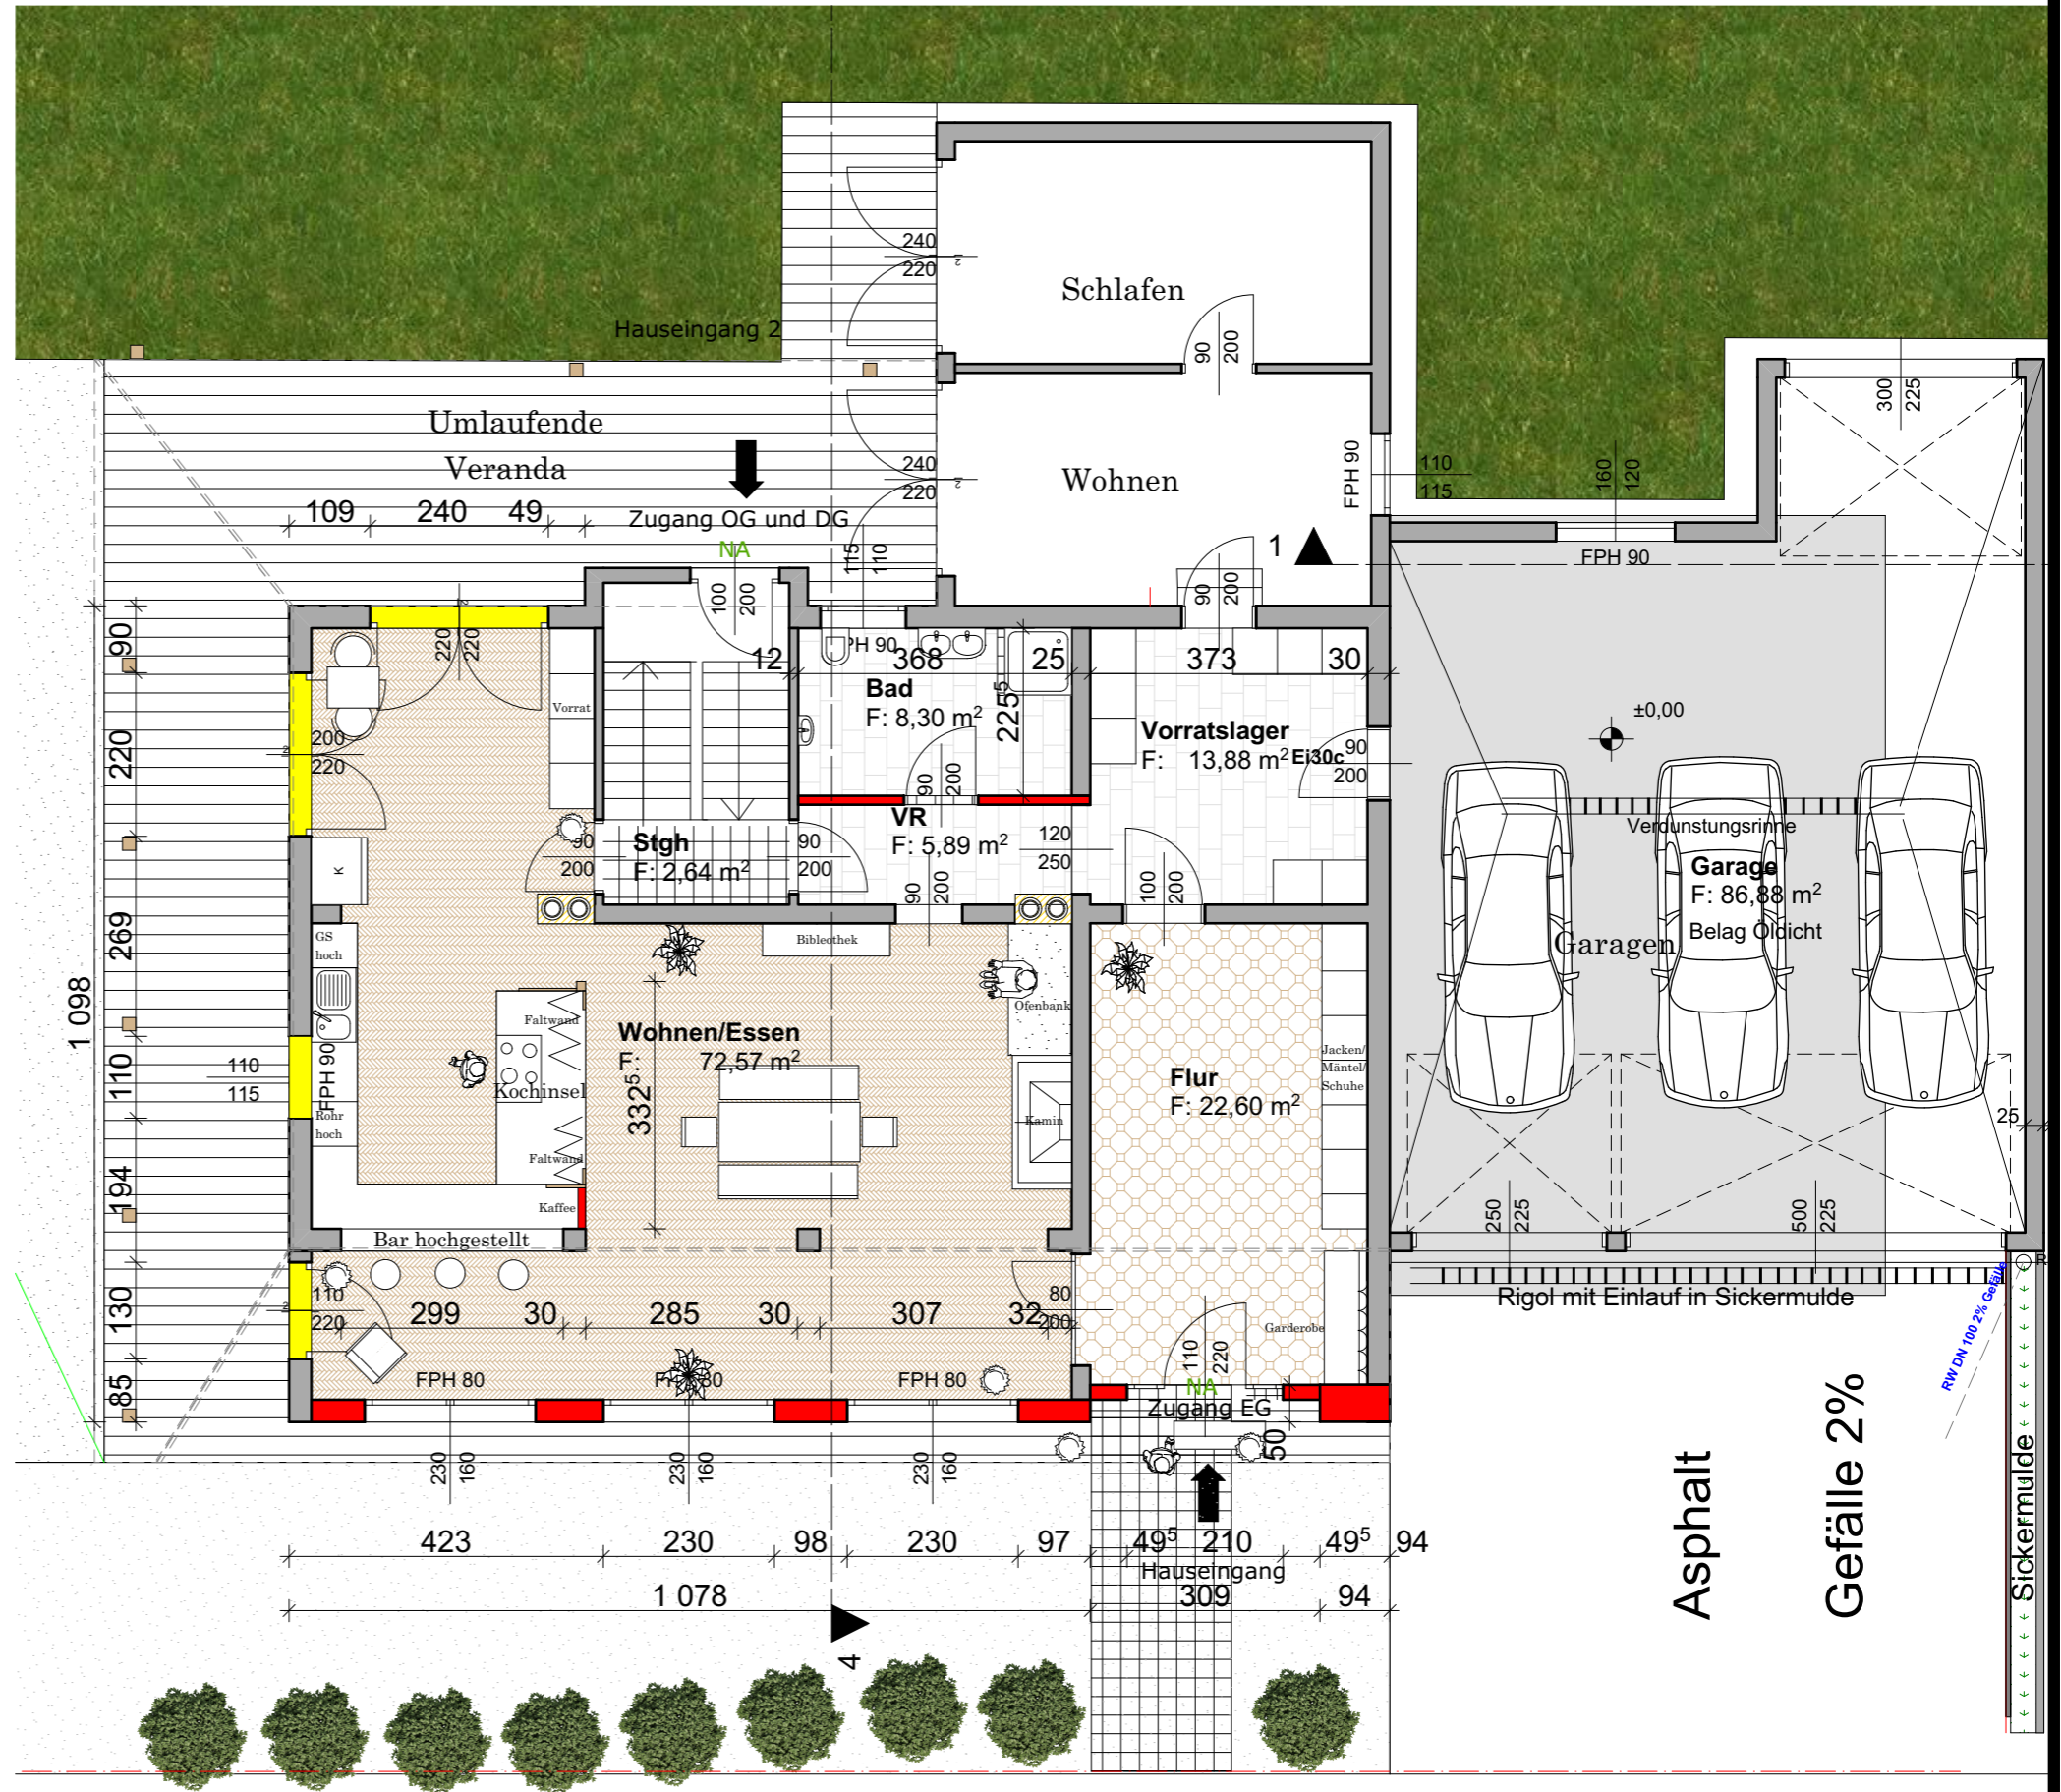 240
220
Schlafen
Hauseingang 2
90
200
300
225
Umlaufende
Veranda
240
220
Wohnen
FPH 90
110
115
160
120
109 240 49
Zugang OG und DG
NA
115
110
1
FPH 90
100
200
90
200
90
220
220
FPH 90
12 368 25 373 30
Bad
F: 8,30 m²
225⁵
Vorrat
±0,00
Vorratslager
F: 13,88 m²
Ei30c
90
200
220
200
220
90
200
Verdunstungsrinne
VR
F: 5,89 m²
120
250
Stgh
F: 2,64 m²
90
200
90
200
K
Garage
F: 86,88 m²
Belag Öldicht
Garagen
90
200
100
200
269
GS
hoch
Bibleothek
1 098
Ofenbank
Faltwand
Wohnen/Essen
F: 72,57 m²
FPH 90
110
110
115
Kochinsel
332⁵
Jacken/
Mäntel/
Schuhe
Flur
F: 22,60 m²
Rohr
hoch
Kamin
25
Faltwand
194
Kaffee
250
225
500
225
Bar hochgestellt
R
130
110
220
299 30 285 30 307 32
80
200
Rigol mit Einlauf in Sickermulde
Garderobe
110
220
RW DN 100 2% Gefälle
85
FPH 80
FPH 80
FPH 80
NA
Zugang EG
50
230
160
230
160
230
160
Asphalt
Gefälle 2%
Sickermulde
423 230 98 230 97 49⁵ 210 49⁵ 94
Hauseingang
1 078 309 94
4